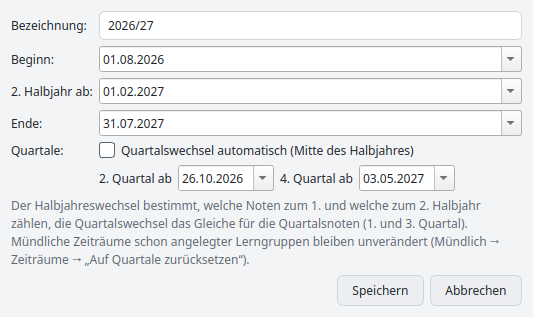 Bezeichnung: 2026/27
Beginn: 01.08.2026
2. Halbjahr ab: 01.02.2027
Ende: 31.07.2027
Quartale: Quartalswechsel automatisch (Mitte des Halbjahres)
2. Quartal ab 26.10.2026 4. Quartal ab 03.05.2027
Der Halbjahreswechsel bestimmt, welche Noten zum 1. und welche zum 2. Halbjahr
zählen, die Quartalswechsel das Gleiche für die Quartalsnoten (1. und 3. Quartal).
Mündliche Zeiträume schon angelegter Lerngruppen bleiben unverändert (Mündlich →
Zeiträume → „Auf Quartale zurücksetzen“).
Speichern Abbrechen